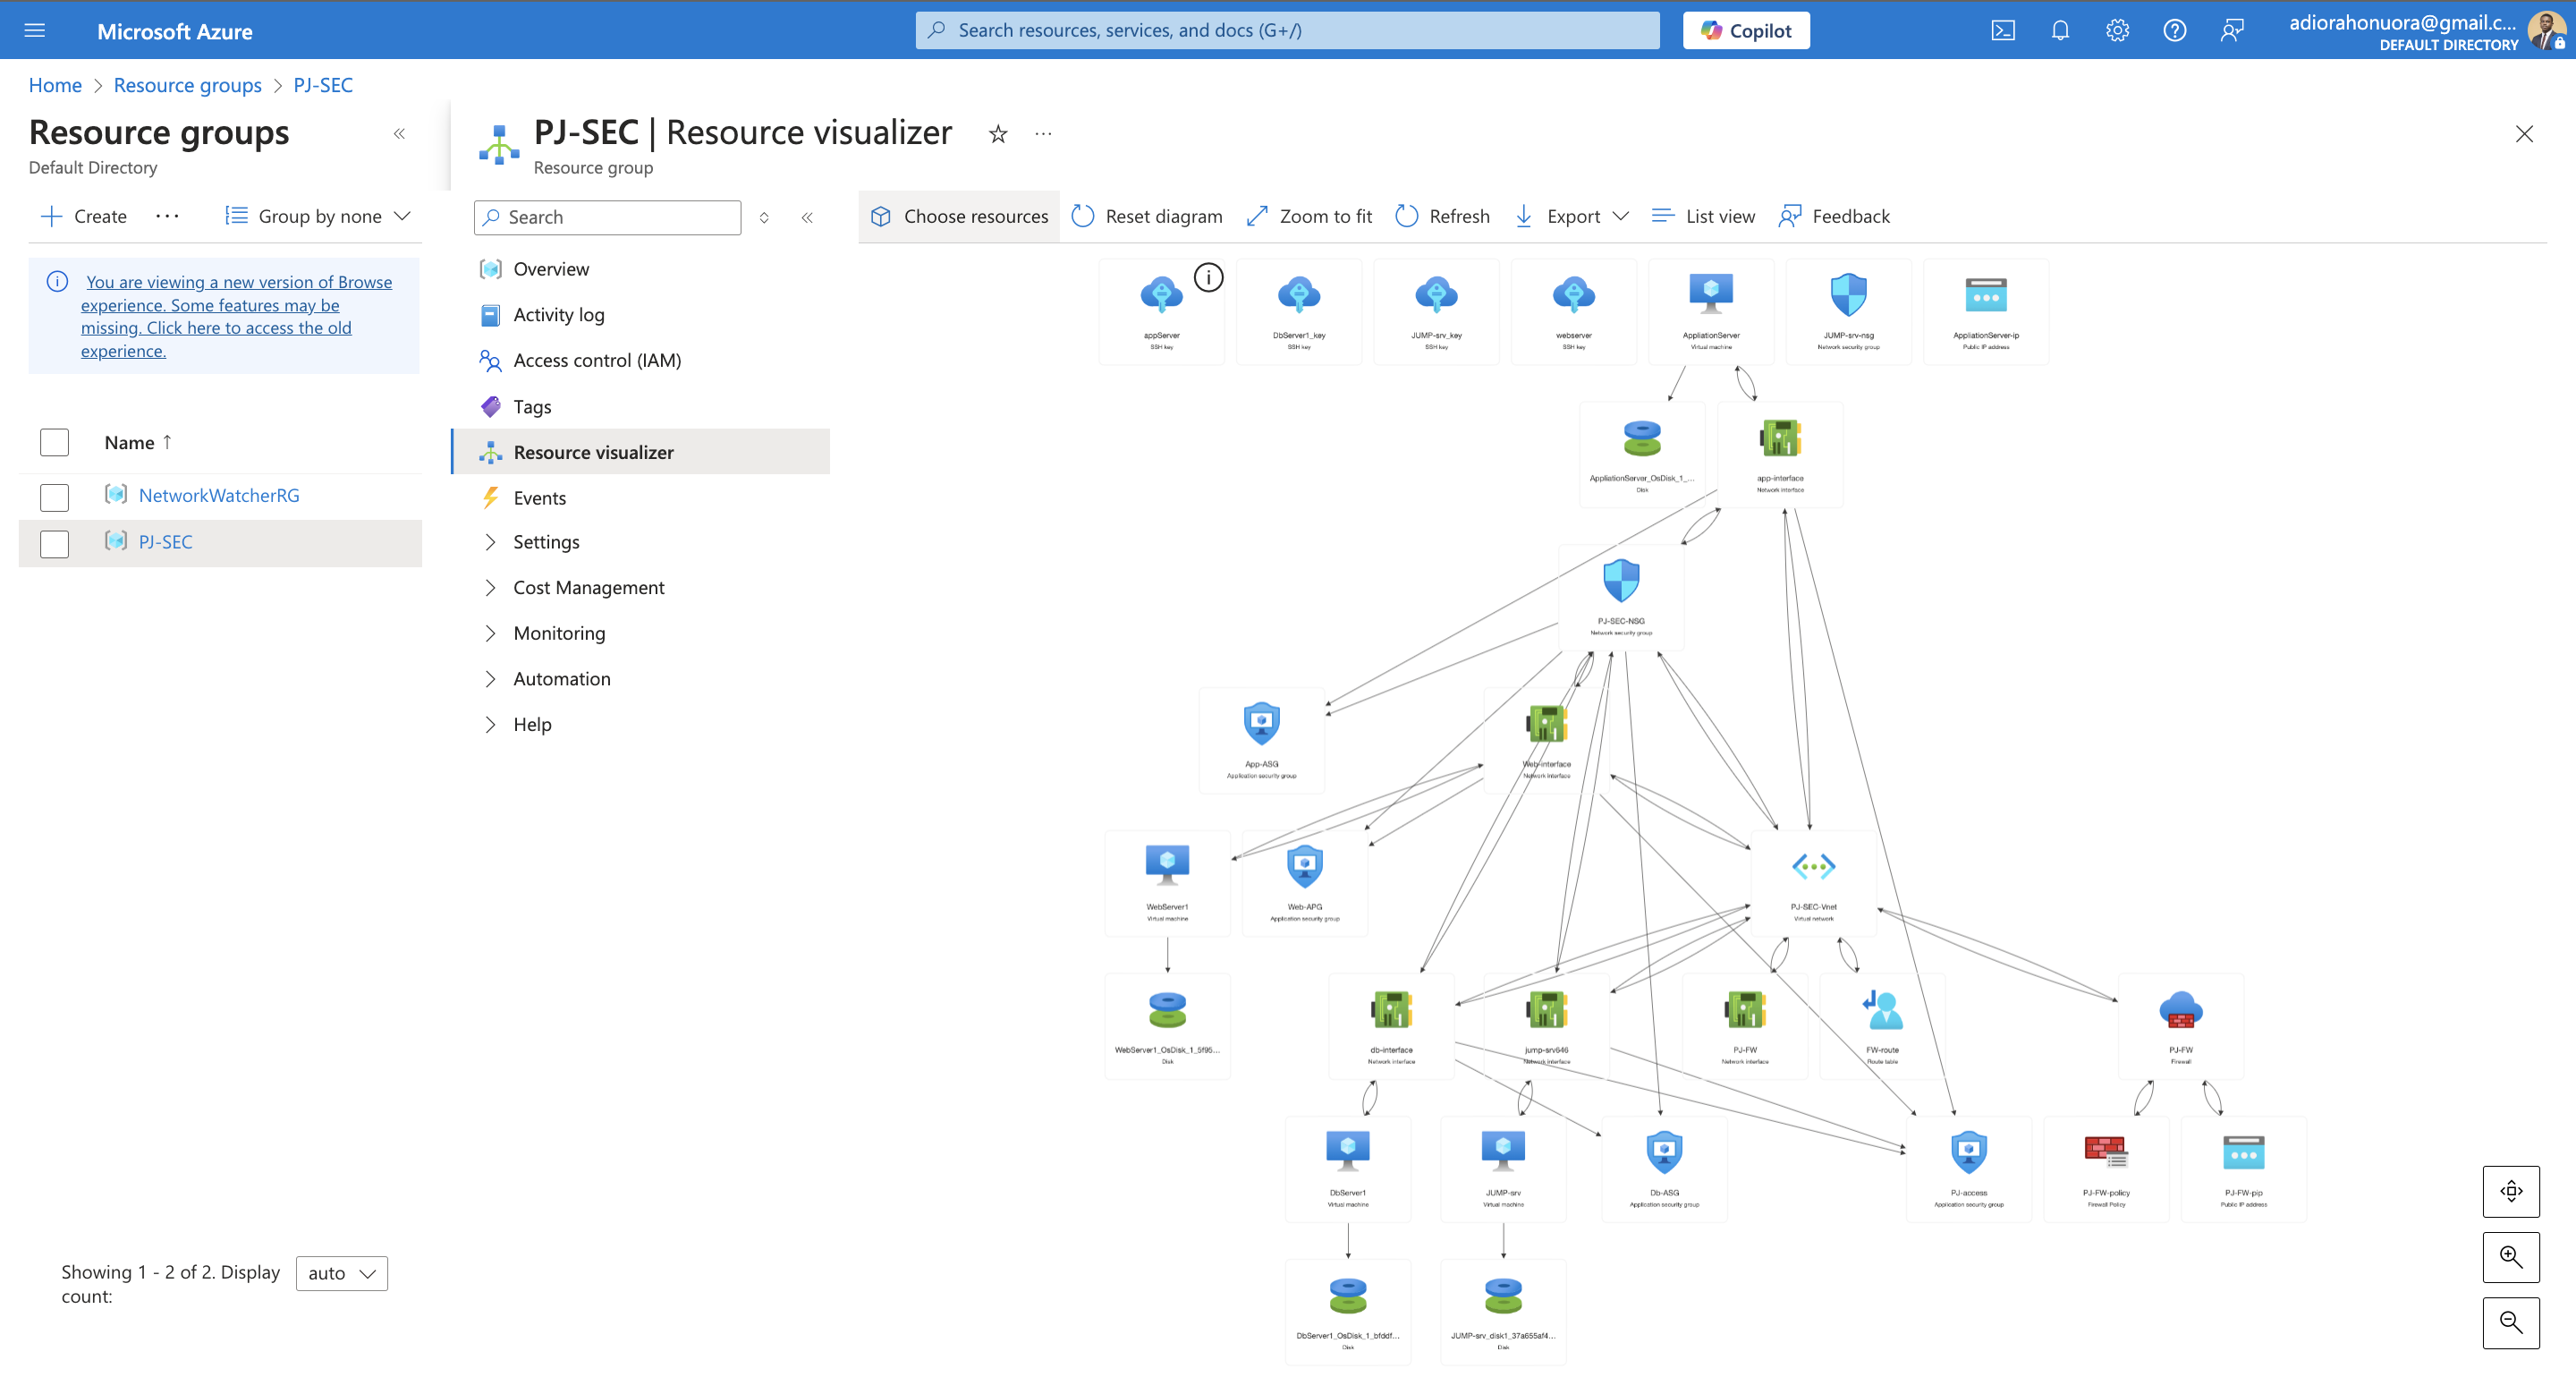 Microsoft Azure
Search resources, services, and docs (G+/)
Copilot
adiorahonuora@gmail.c...
DEFAULT DIRECTORY
Home > Resource groups > PJ-SEC
Resource groups
Default Directory
Create
Group by none
You are viewing a new version of Browse
experience. Some features may be
missing. Click here to access the old
experience.
Name ↑
NetworkWatcherRG
PJ-SEC
Showing 1 - 2 of 2. Display
count:
auto
PJ-SEC | Resource visualizer
Resource group
Search
Overview
Activity log
Access control (IAM)
Tags
Resource visualizer
Events
Settings
Cost Management
Monitoring
Automation
Help
Choose resources
Reset diagram
Zoom to fit
Refresh
Export
List view
Feedback
appServer
SSH key
DbServer1_key
SSH key
JUMP-srv_key
SSH key
webserver
SSH key
AppliationServer
Virtual machine
JUMP-srv-nsg
Network security group
AppliationServer-ip
Public IP address
AppliationServer_OsDisk_1_...
Disk
app-interface
Network interface
PJ-SEC-NSG
Network security group
App-ASG
Application security group
Web-interface
Network interface
WebServer1
Virtual machine
Web-APG
Application security group
PJ-SEC-Vnet
Virtual network
WebServer1_OsDisk_1_5f95...
Disk
db-interface
Network interface
jump-srv646
Network interface
PJ-FW
Network interface
FW-route
Route table
PJ-FW
Firewall
DbServer1
Virtual machine
JUMP-srv
Virtual machine
Db-ASG
Application security group
PJ-access
Application security group
PJ-FW-policy
Firewall Policy
PJ-FW-pip
Public IP address
DbServer1_OsDisk_1_bfddf...
Disk
JUMP-srv_disk1_37a655af4...
Disk